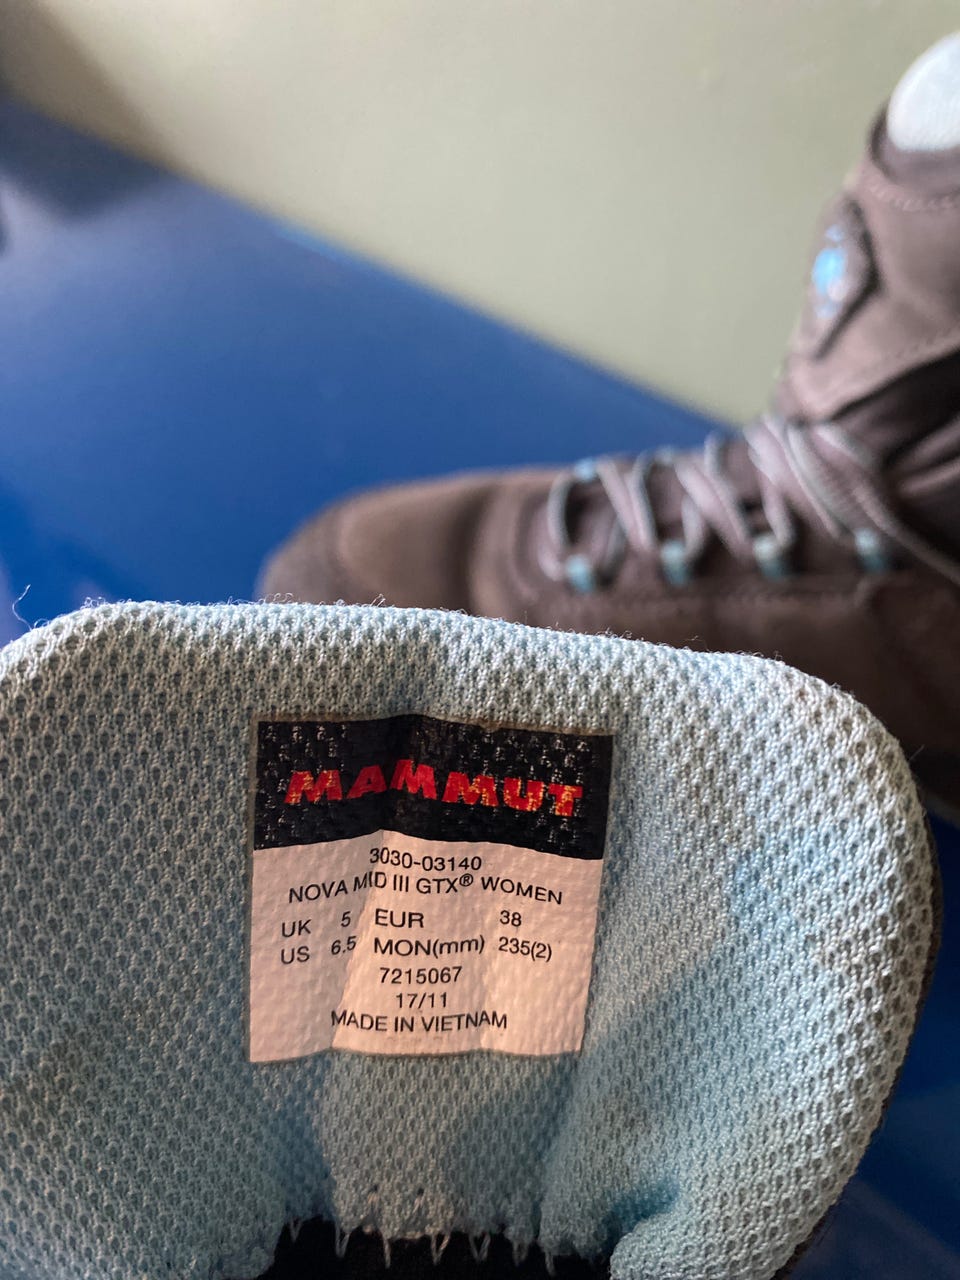 MAMMUT
3030-03140
NOVA MID III GTX® WOMEN
UK 5 EUR 38
US 6.5 MON(mm) 235(2)
7215067
17/11
MADE IN VIETNAM